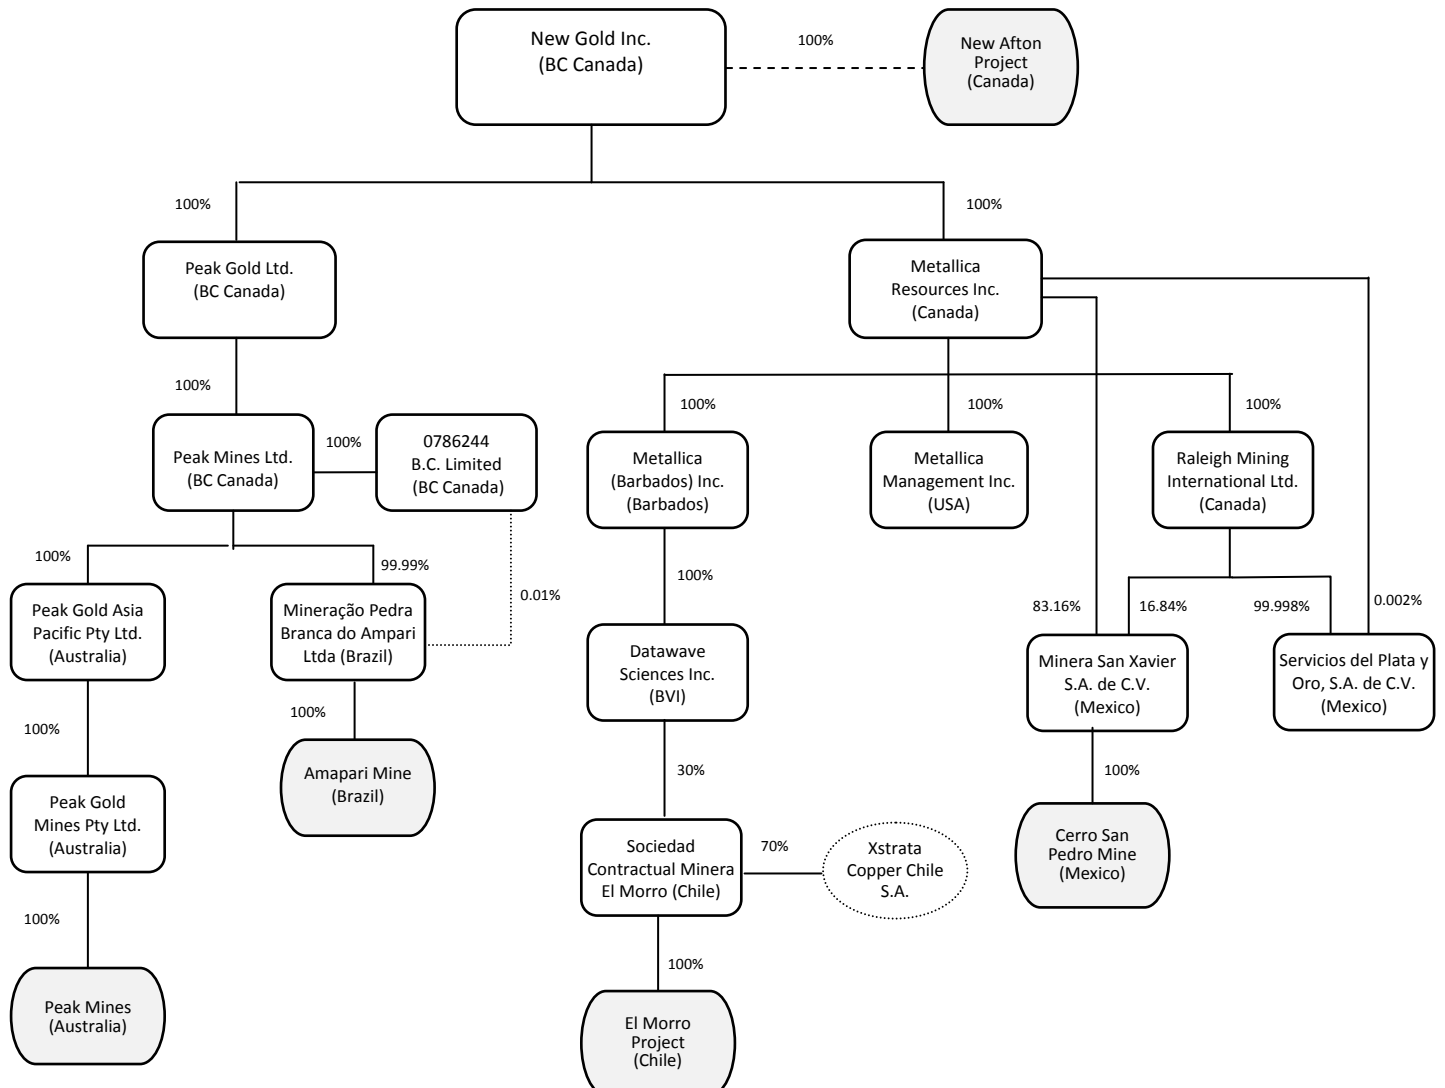 New Gold Inc.
(BC Canada)
100%
New Afton
Project
(Canada)
100%
100%
Peak Gold Ltd.
(BC Canada)
Metallica
Resources Inc.
(Canada)
100%
Peak Mines Ltd.
(BC Canada)
100%
0786244
B.C. Limited
(BC Canada)
100%
100%
100%
Metallica
(Barbados) Inc.
(Barbados)
Metallica
Management Inc.
(USA)
Raleigh Mining
International Ltd.
(Canada)
100%
99.99%
0.01%
100%
83.16%
16.84%
99.998%
0.002%
Peak Gold Asia
Pacific Pty Ltd.
(Australia)
Mineração Pedra
Branca do Ampari
Ltda (Brazil)
Datawave
Sciences Inc.
(BVI)
Minera San Xavier
S.A. de C.V.
(Mexico)
Servicios del Plata y
Oro, S.A. de C.V.
(Mexico)
100%
100%
30%
100%
Amapari Mine
(Brazil)
Peak Gold
Mines Pty Ltd.
(Australia)
Sociedad
Contractual Minera
El Morro (Chile)
70%
Xstrata
Copper Chile
S.A.
Cerro San
Pedro Mine
(Mexico)
100%
100%
Peak Mines
(Australia)
El Morro
Project
(Chile)